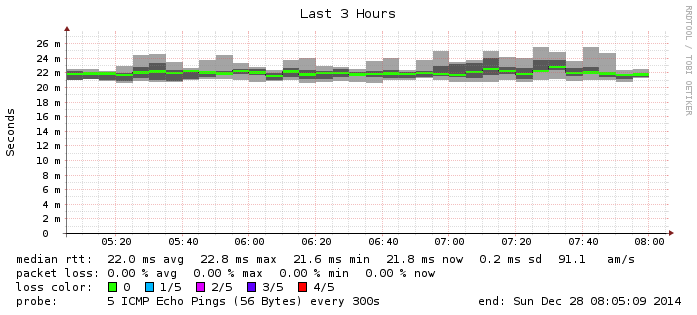 Last 3 Hours
RRDTOOL / TOBI OETIKER
Seconds
26 m
24 m
22 m
20 m
18 m
16 m
14 m
12 m
10 m
8 m
6 m
4 m
2 m
0
05:20 05:40 06:00 06:20 06:40 07:00 07:20 07:40 08:00
median rtt: 22.0 ms avg 22.8 ms max 21.6 ms min 21.8 ms now 0.2 ms sd 91.1 am/s
packet loss: 0.00 % avg 0.00 % max 0.00 % min 0.00 % now
loss color: 0 1/5 2/5 3/5 4/5
probe: 5 ICMP Echo Pings (56 Bytes) every 300s end: Sun Dec 28 08:05:09 2014